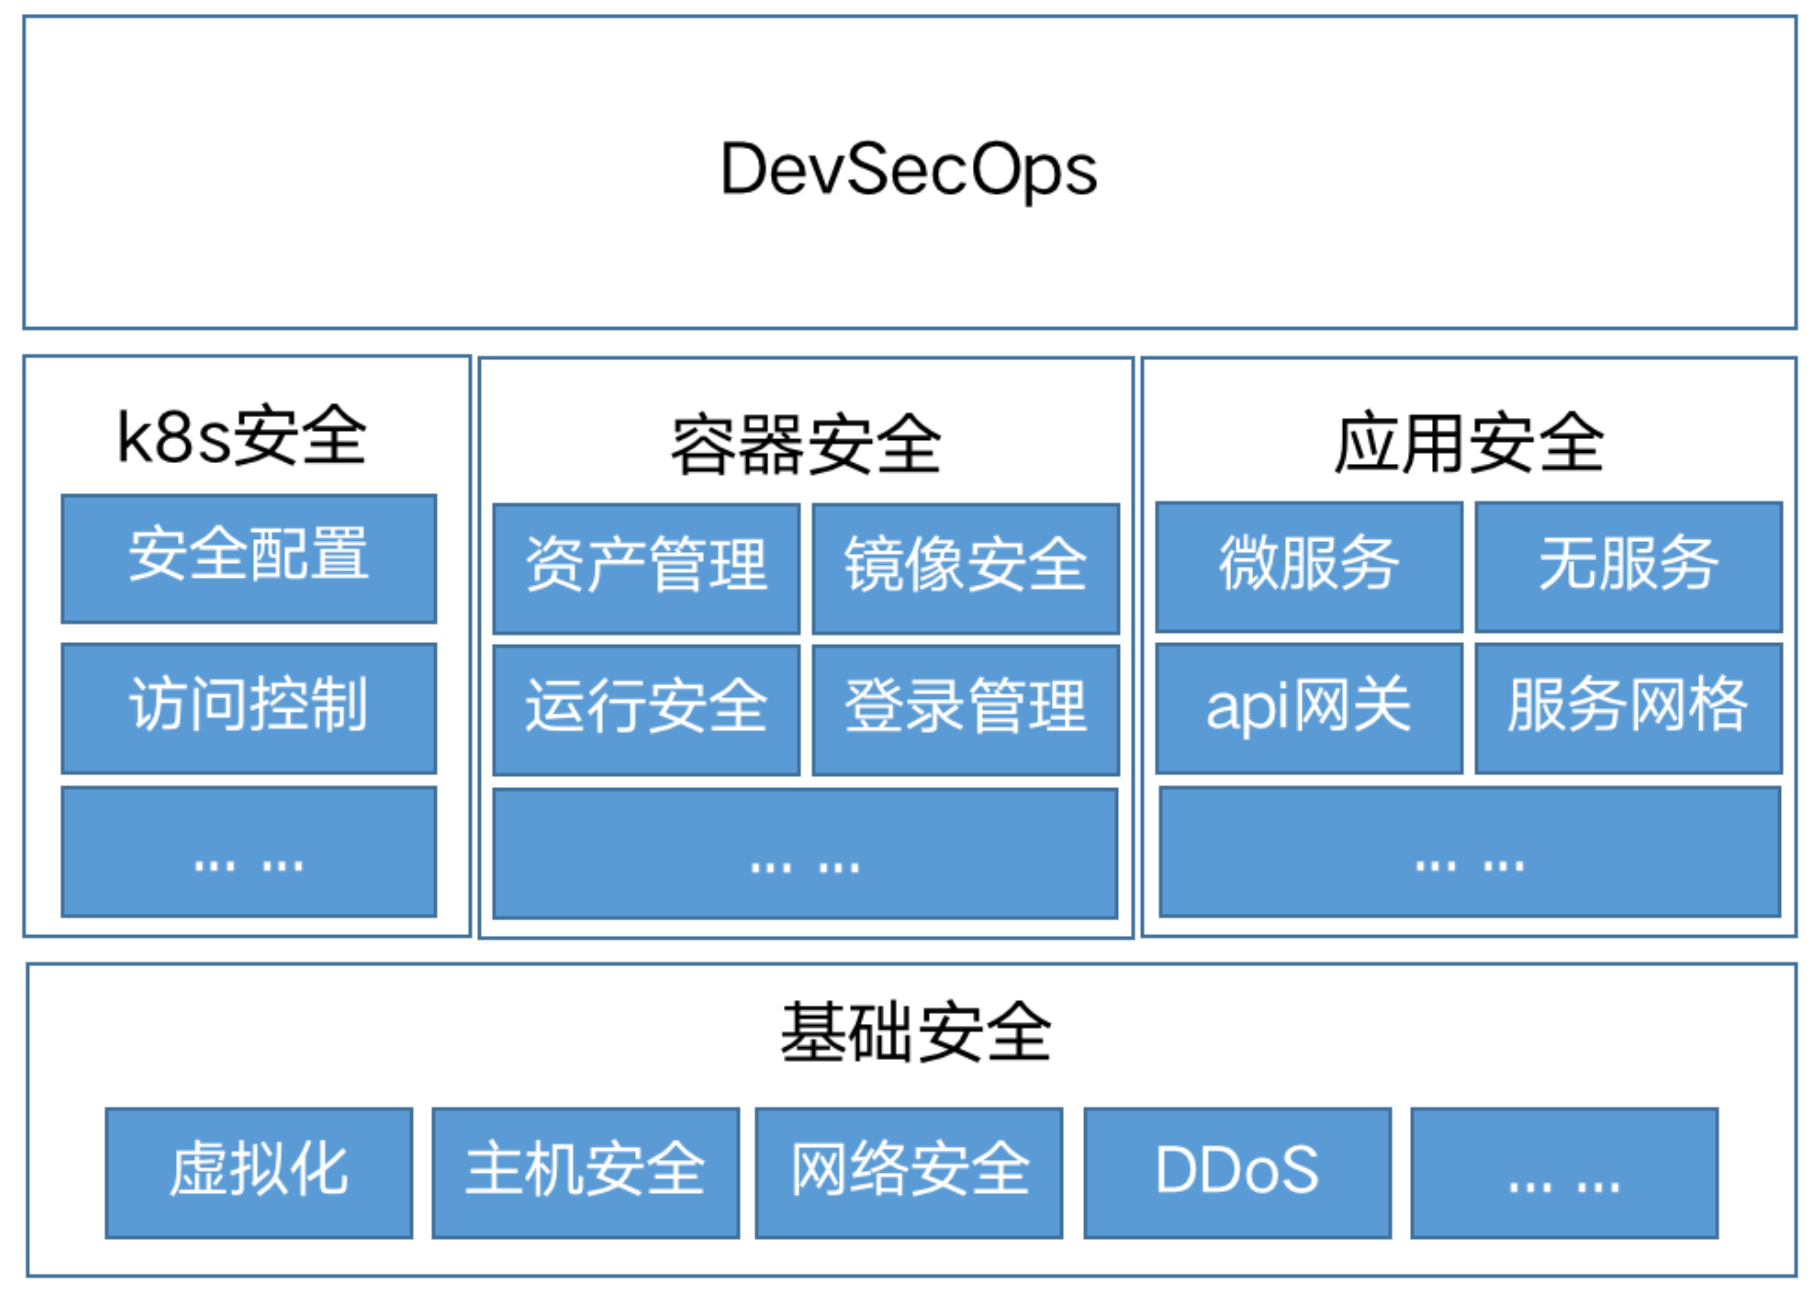 DevSecOps
k8s安全
安全配置
访问控制
... ...
容器安全
资产管理 镜像安全
运行安全 登录管理
... ...
应用安全
微服务 无服务
api网关 服务网格
... ...
基础安全
虚拟化 主机安全 网络安全 DDoS ... ...